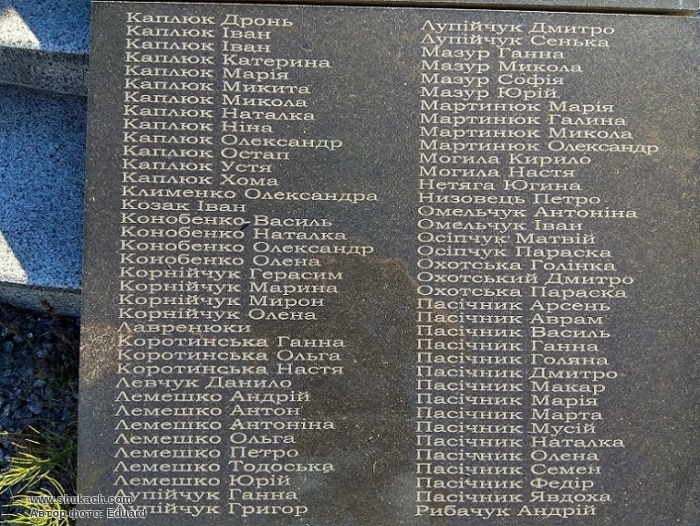 Каплюк Дронь
Каплюк Іван
Каплюк Іван
Каплюк Катерина
Каплюк Марія
Каплюк Микита
Каплюк Микола
Каплюк Наталка
Каплюк Ніна
Каплюк Олександр
Каплюк Остап
Каплюк Устя
Каплюк Хома
Клименко Олександра
Козак Іван
Конобенко Василь
Конобенко Наталка
Конобенко Олександр
Конобенко Олена
Корнійчук Герасим
Корнійчук Марина
Корнійчук Мирон
Корнійчук Олена
Лавренюки
Коротинська Ганна
Коротинська Ольга
Коротинська Настя
Левчук Данило
Лемешко Андрій
Лемешко Антон
Лемешко Антоніна
Лемешко Ольга
Лемешко Петро
Лемешко Тодоська
Лемешко Юрій
Лупійчук Ганна
Лупійчук Григор
Лупійчук Дмитро
Лупійчук Сенька
Мазур Ганна
Мазур Микола
Мазур Софія
Мазур Юрій
Мартинюк Марія
Мартинюк Галина
Мартинюк Микола
Мартинюк Олександр
Могила Кирило
Могила Настя
Нетяга Югина
Низовець Петро
Омельчук Антоніна
Омельчук Іван
Осіпчук Матвій
Осіпчук Параска
Охотська Голінка
Охотський Дмитро
Охотська Параска
Пасічник Арсень
Пасічник Аврам
Пасічник Василь
Пасічник Ганна
Пасічник Голяна
Пасічник Дмитро
Пасічник Макар
Пасічник Марія
Пасічник Марта
Пасічник Мусій
Пасічник Наталка
Пасічник Олена
Пасічник Семен
Пасічник Федір
Пасічник Явдоха
Рибачук Андрій
www.shukach.com
Автор фото: Eduard